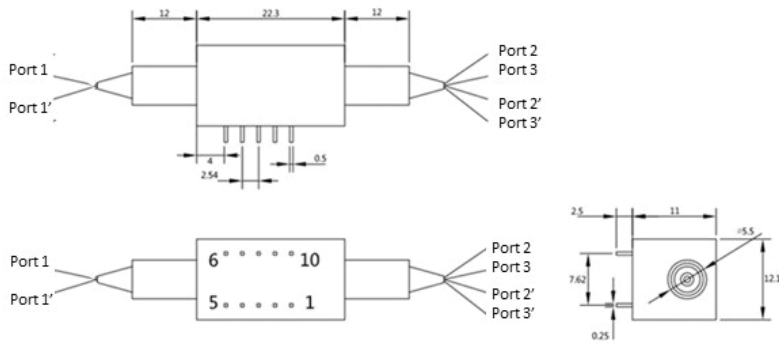 12 22.3 12
Port 1
Port 1’
Port 2
Port 3
Port 2’
Port 3’
4 0.5
2.54
Port 1
Port 1’
6 10
5 1
Port 2
Port 3
Port 2’
Port 3’
2.5 11
⌀5.5
7.62 12.1
0.25